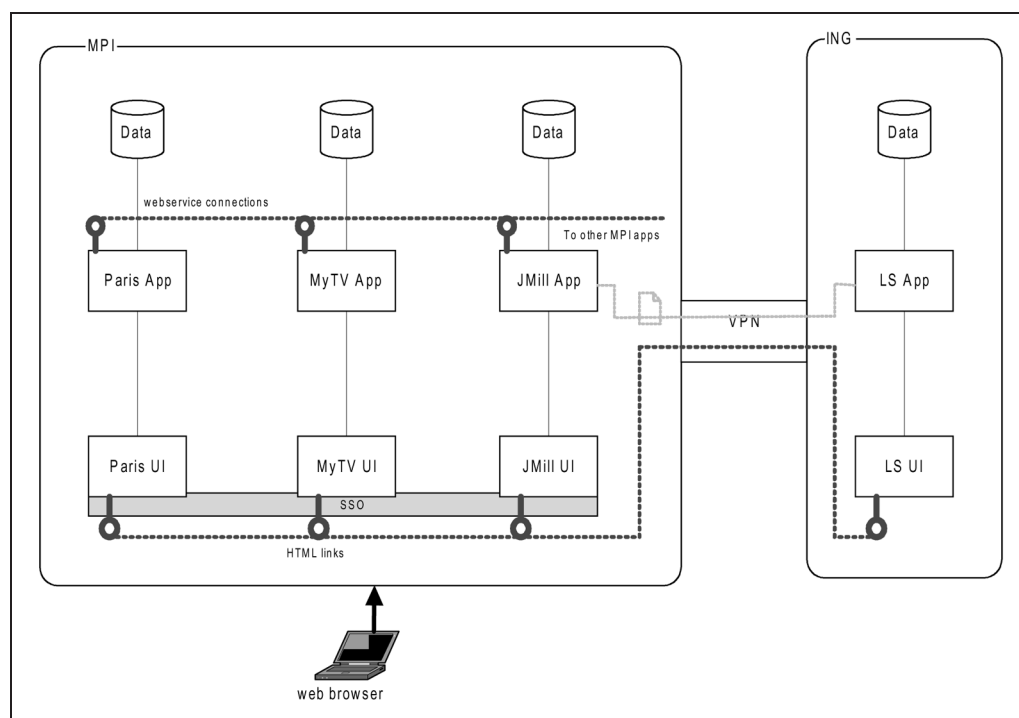 MPI
ING
Data
Data
Data
Data
webservice connections
To other MPI apps
Paris App
MyTV App
JMill App
LS App
VPN
Paris UI
MyTV UI
JMill UI
LS UI
SSO
HTML links
web browser